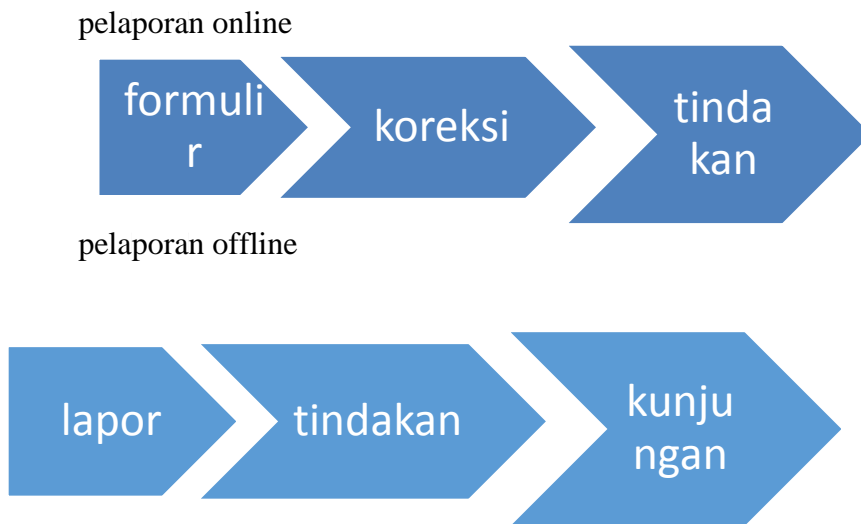 pelaporan online
formuli
r
koreksi
tinda
kan
pelaporan offline
lapor
tindakan
kunju
ngan